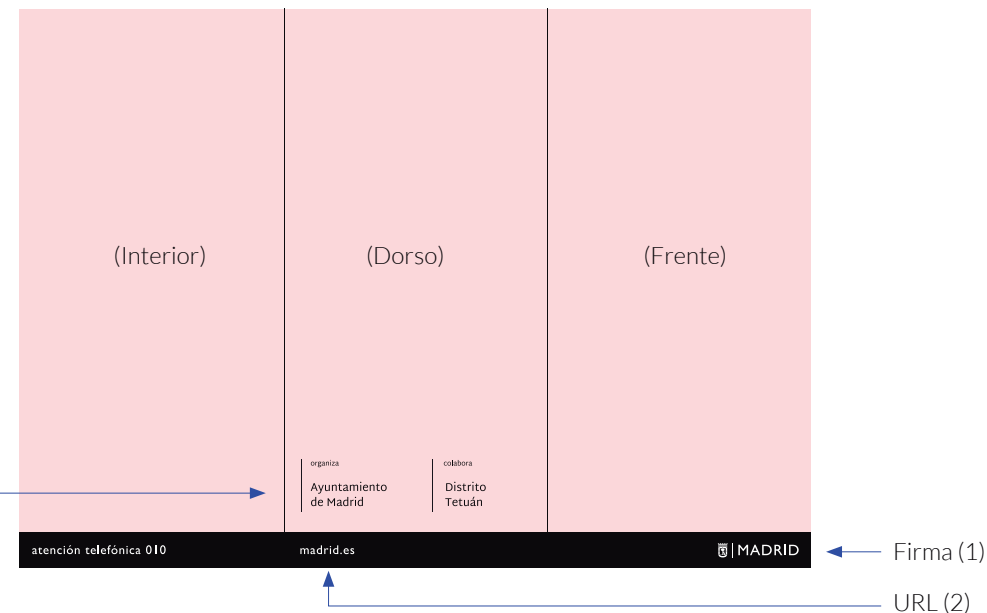 (Interior)
(Dorso)
(Frente)
organiza
Ayuntamiento
de Madrid
colabora
Distrito
Tetuán
atención telefónica 010
madrid.es
MADRID
Firma (1)
URL (2)